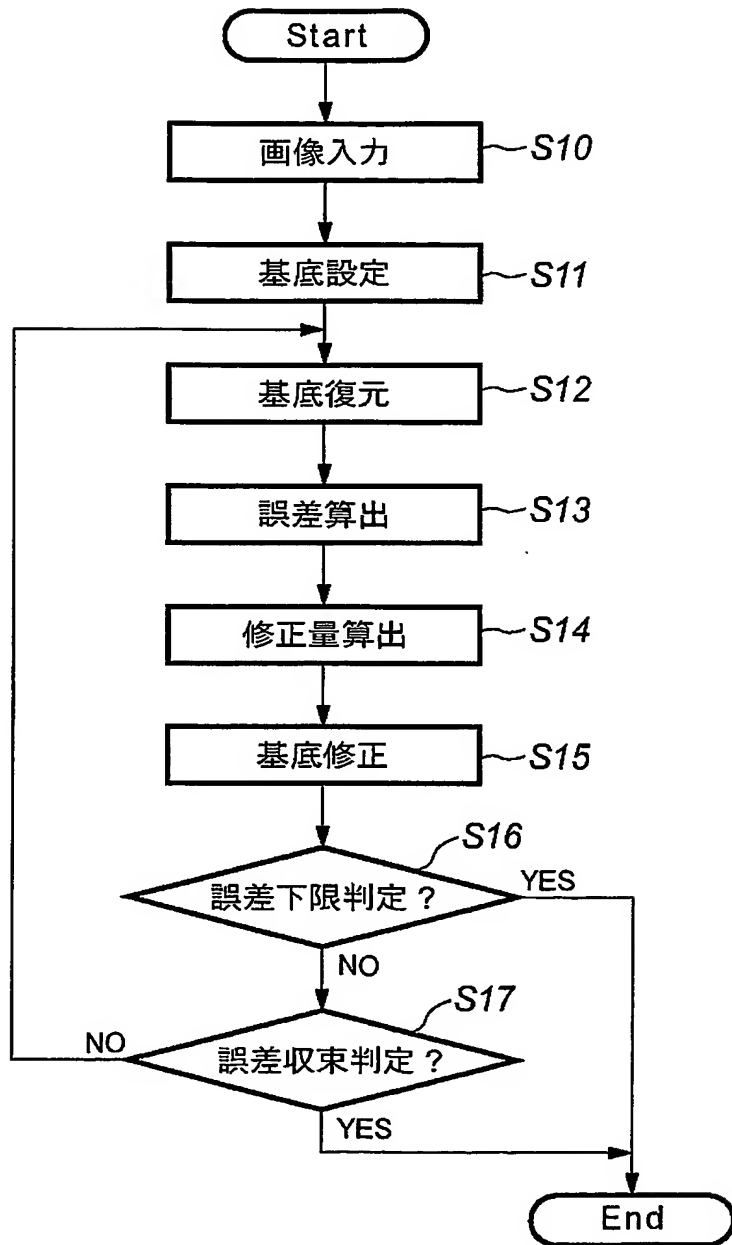 Start
画像入力
S10
基底設定
S11
基底復元
S12
誤差算出
S13
修正量算出
S14
基底修正
S15
S16
誤差下限判定？
YES
NO
S17
NO
誤差収束判定？
YES
End